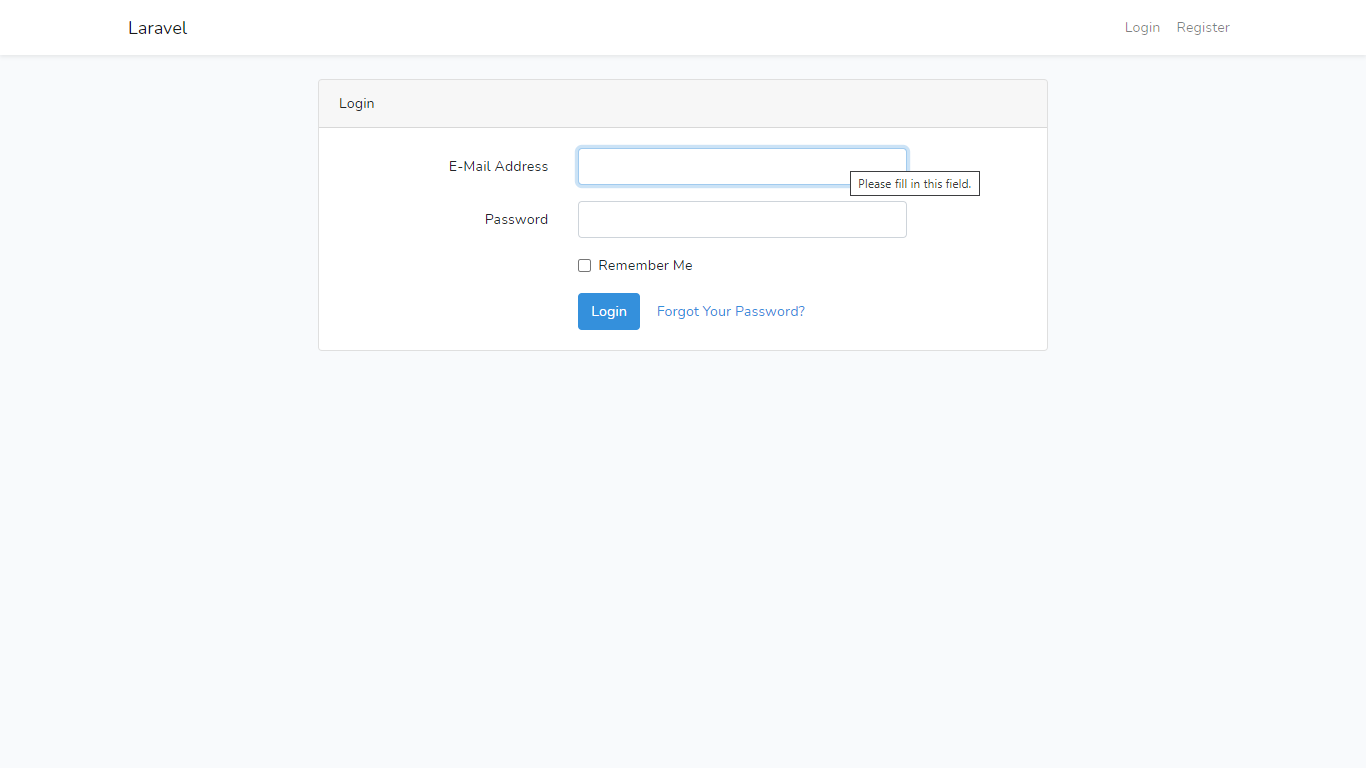 Laravel
Login Register
Login
E-Mail Address
Please fill in this field.
Password
Remember Me
Login Forgot Your Password?